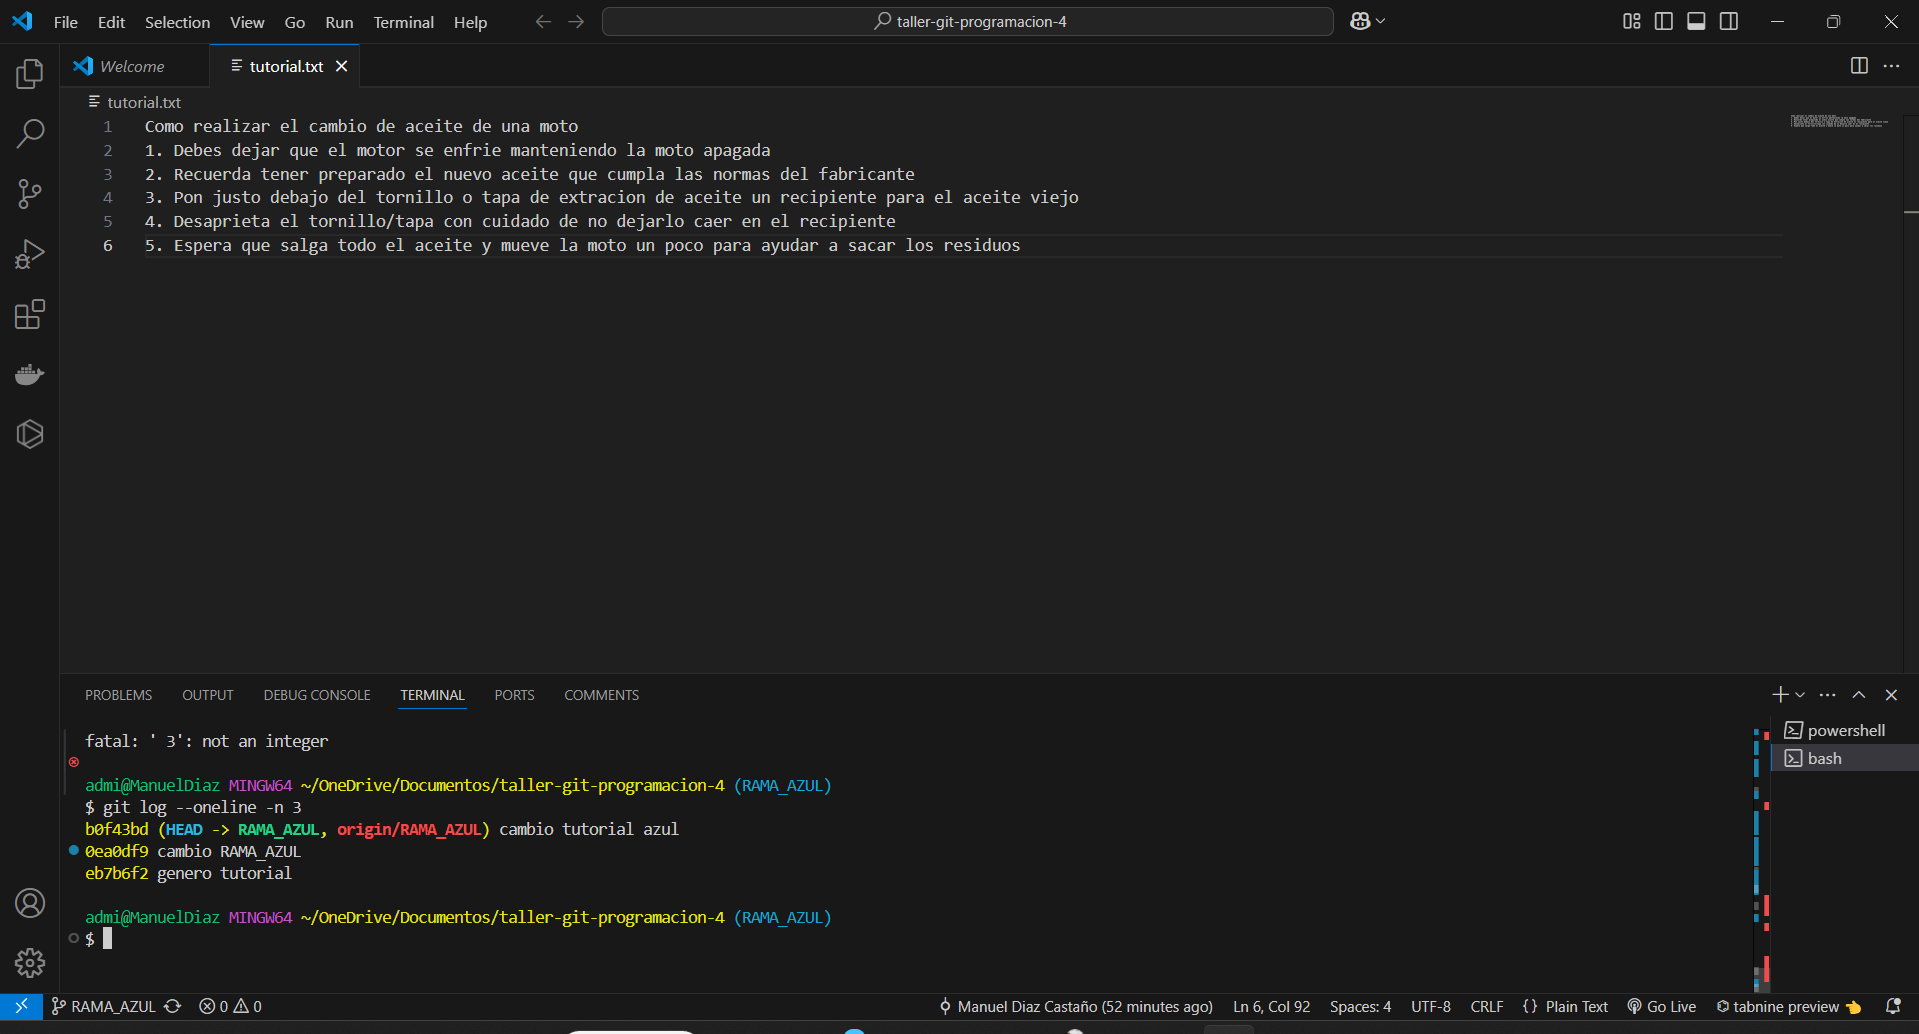 File Edit Selection View Go Run Terminal Help taller-git-programacion-4
Welcome tutorial.txt
tutorial.txt
1 Como realizar el cambio de aceite de una moto
2 1. Debes dejar que el motor se enfrie manteniendo la moto apagada
3 2. Recuerda tener preparado el nuevo aceite que cumpla las normas del fabricante
4 3. Pon justo debajo del tornillo o tapa de extracion de aceite un recipiente para el aceite viejo
5 4. Desaprieta el tornillo/tapa con cuidado de no dejarlo caer en el recipiente
6 5. Espera que salga todo el aceite y mueve la moto un poco para ayudar a sacar los residuos
PROBLEMS OUTPUT DEBUG CONSOLE TERMINAL PORTS COMMENTS
powershell
bash
fatal: ' 3': not an integer
admi@ManuelDiaz MINGW64 ~/OneDrive/Documentos/taller-git-programacion-4 (RAMA_AZUL)
$ git log --oneline -n 3
b0f43bd (HEAD -> RAMA_AZUL, origin/RAMA_AZUL) cambio tutorial azul
0ea0df9 cambio RAMA_AZUL
eb7b6f2 genero tutorial
admi@ManuelDiaz MINGW64 ~/OneDrive/Documentos/taller-git-programacion-4 (RAMA_AZUL)
$
RAMA_AZUL 0 0 Manuel Diaz Castaño (52 minutes ago) Ln 6, Col 92 Spaces: 4 UTF-8 CRLF {} Plain Text Go Live tabnine preview 👈